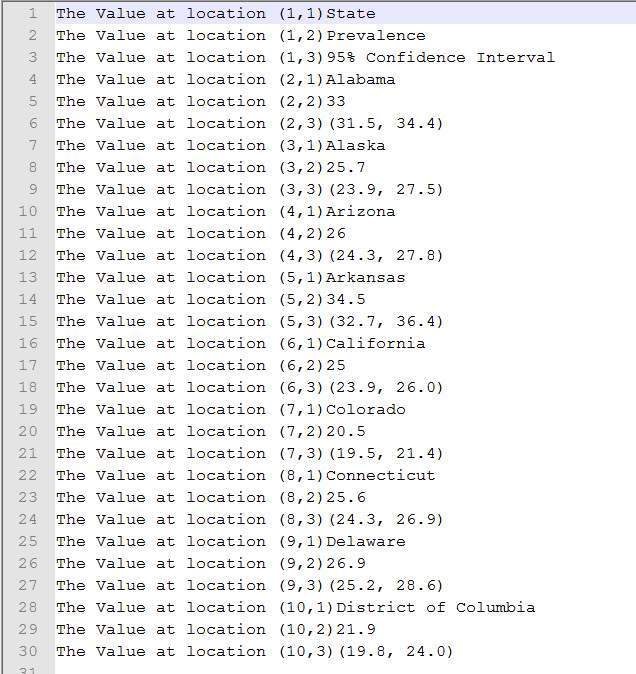 1 The Value at location (1,1)State
2 The Value at location (1,2)Prevalence
3 The Value at location (1,3)95% Confidence Interval
4 The Value at location (2,1)Alabama
5 The Value at location (2,2)33
6 The Value at location (2,3)(31.5, 34.4)
7 The Value at location (3,1)Alaska
8 The Value at location (3,2)25.7
9 The Value at location (3,3)(23.9, 27.5)
10 The Value at location (4,1)Arizona
11 The Value at location (4,2)26
12 The Value at location (4,3)(24.3, 27.8)
13 The Value at location (5,1)Arkansas
14 The Value at location (5,2)34.5
15 The Value at location (5,3)(32.7, 36.4)
16 The Value at location (6,1)California
17 The Value at location (6,2)25
18 The Value at location (6,3)(23.9, 26.0)
19 The Value at location (7,1)Colorado
20 The Value at location (7,2)20.5
21 The Value at location (7,3)(19.5, 21.4)
22 The Value at location (8,1)Connecticut
23 The Value at location (8,2)25.6
24 The Value at location (8,3)(24.3, 26.9)
25 The Value at location (9,1)Delaware
26 The Value at location (9,2)26.9
27 The Value at location (9,3)(25.2, 28.6)
28 The Value at location (10,1)District of Columbia
29 The Value at location (10,2)21.9
30 The Value at location (10,3)(19.8, 24.0)
31